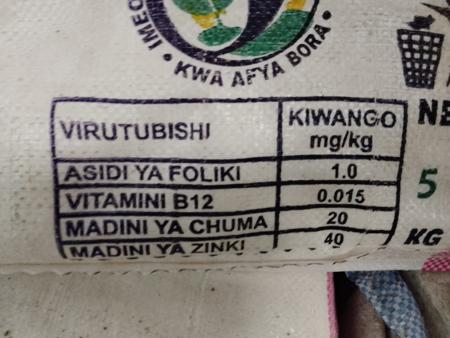 IMEO
• KWA AFYA BORA •
VIRUTUBISHI KIWANGO mg/kg
ASIDI YA FOLIKI 1.0
VITAMINI B12 0.015
MADINI YA CHUMA 20
MADINI YA ZINKI 40
NE
5
KG